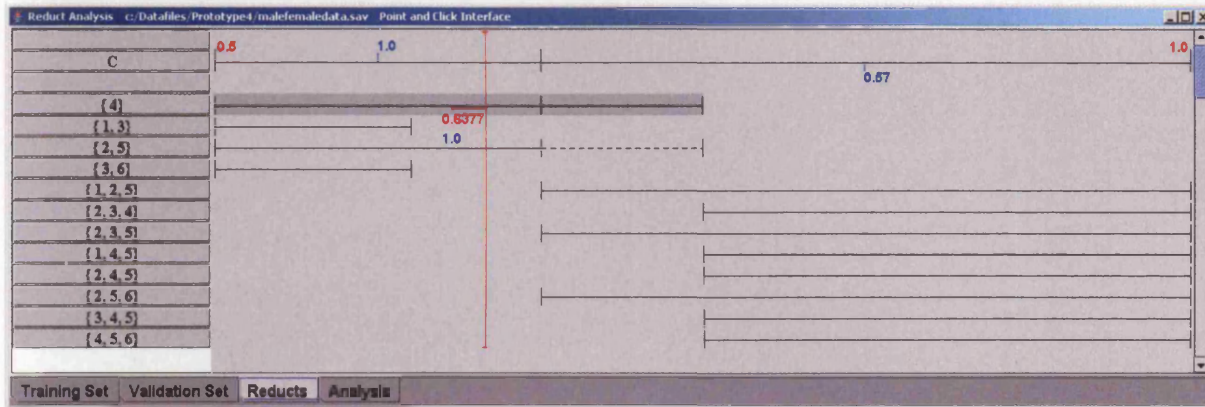 Reduct Analysis c:/Datafiles/Prototype4/malefemaledata.sav Point and Click Interface
0.5 1.0 1.0
C
0.57
{4}
0.6377
{1, 3}
1.0
{2, 5}
{3, 6}
{1, 2, 5}
{2, 3, 4}
{2, 3, 5}
{1, 4, 5}
{2, 4, 5}
{2, 5, 6}
{3, 4, 5}
{4, 5, 6}
Training Set Validation Set Reducts Analysis